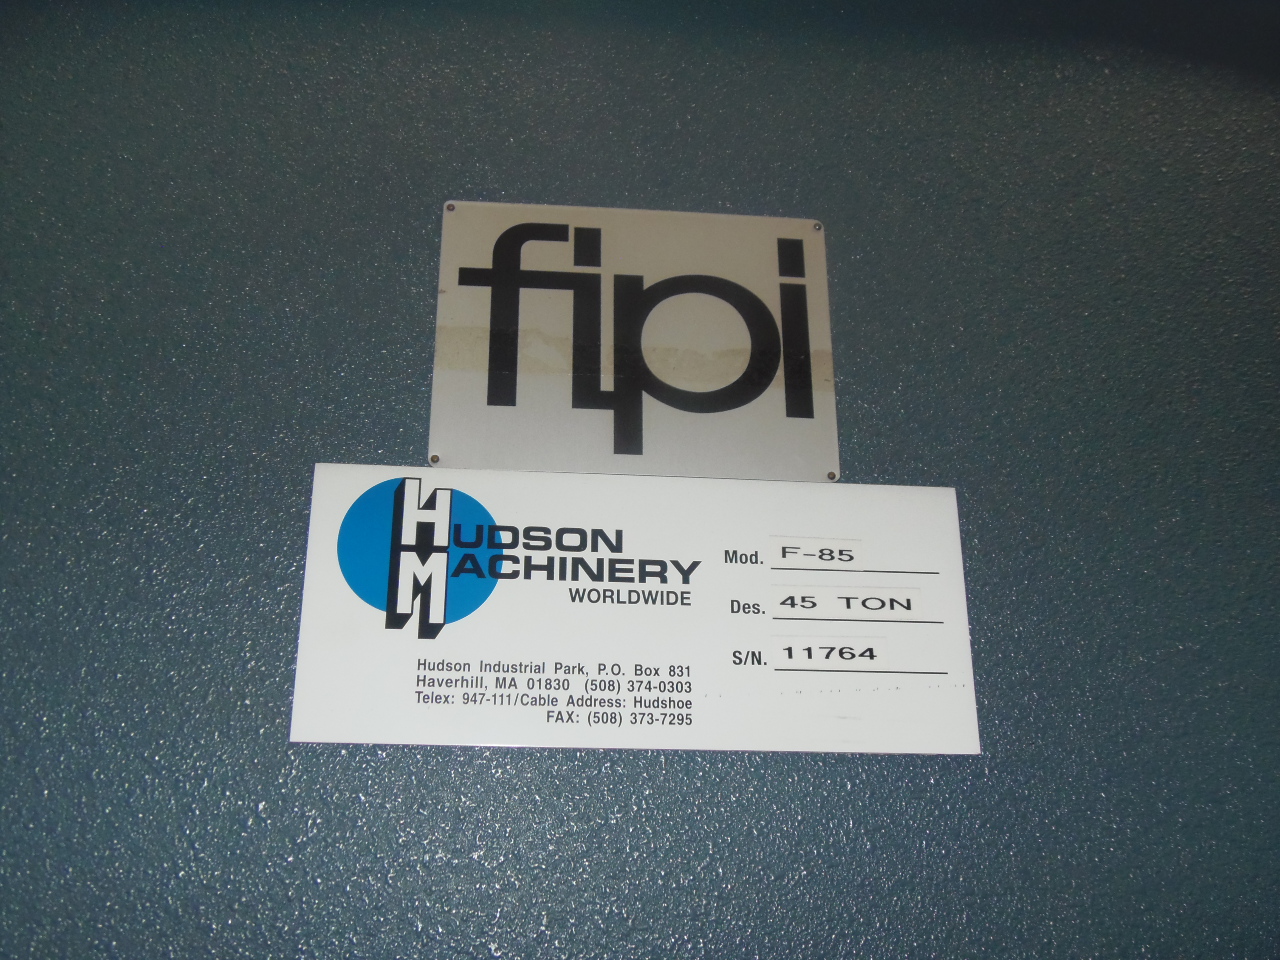 fipi
HUDSON
MACHINERY
WORLDWIDE
Hudson Industrial Park, P.O. Box 831
Haverhill, MA 01830 (508) 374-0303
Telex: 947-111/Cable Address: Hudshoe
FAX: (508) 373-7295
Mod. F-85
Des. 45 TON
S/N. 11764